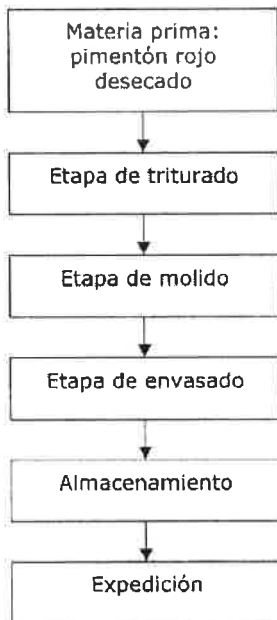 Materia prima:
pimentón rojo
desecado
Etapa de triturado
Etapa de molido
Etapa de envasado
Almacenamiento
Expedición